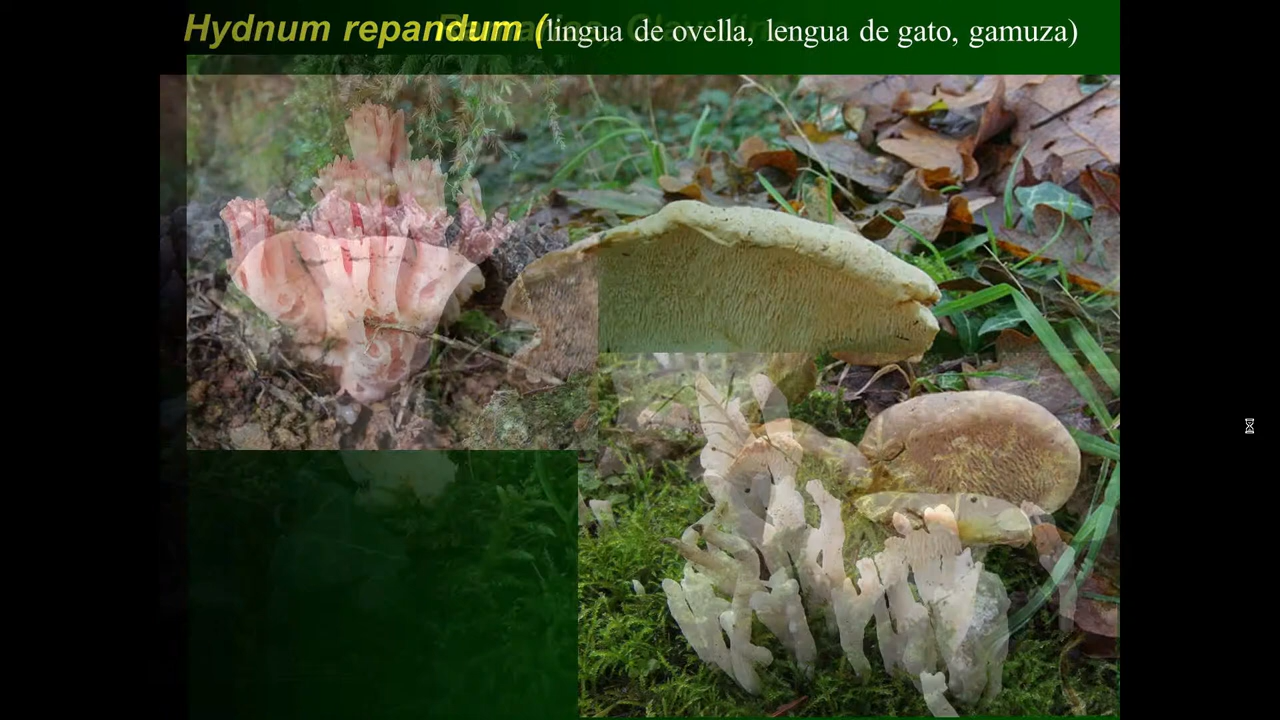 Hydnum repandum (lingua de ovella, lengua de gato, gamuza)